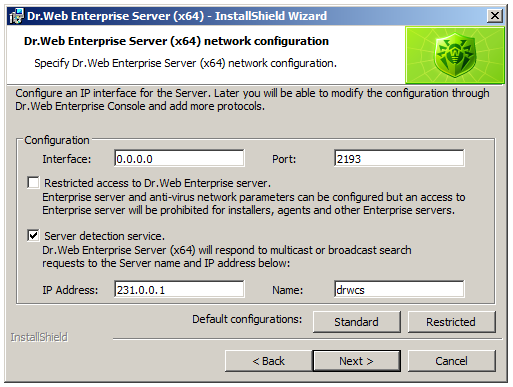 Dr.Web Enterprise Server (x64) - InstallShield Wizard
Dr.Web Enterprise Server (x64) network configuration
Specify Dr.Web Enterprise Server (x64) network configuration.
Configure an IP interface for the Server. Later you will be able to modify the configuration through
Dr.Web Enterprise Console and add more protocols.
Configuration
Interface: 0.0.0.0 Port: 2193
Restricted access to Dr.Web Enterprise server.
Enterprise server and anti-virus network parameters can be configured but an access to
Enterprise server will be prohibited for installers, agents and other Enterprise servers.
Server detection service.
Dr.Web Enterprise Server (x64) will respond to multicast or broadcast search
requests to the Server name and IP address below:
IP Address: 231.0.0.1 Name: drwcs
Default configurations: Standard Restricted
InstallShield
< Back Next > Cancel